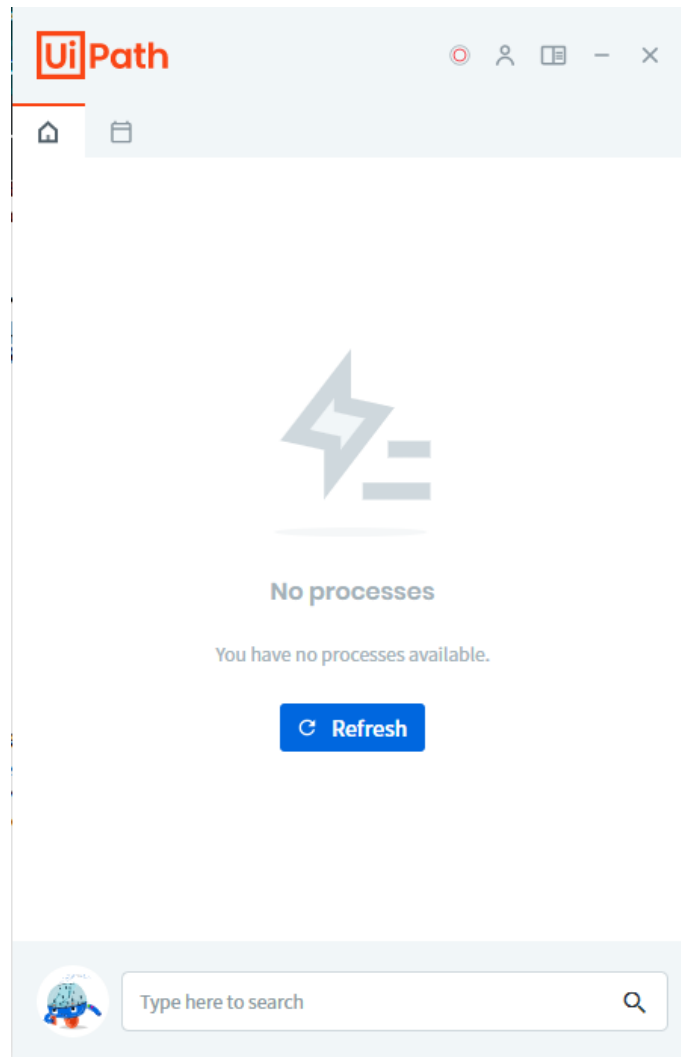 UiPath
No processes
You have no processes available.
Refresh
Type here to search